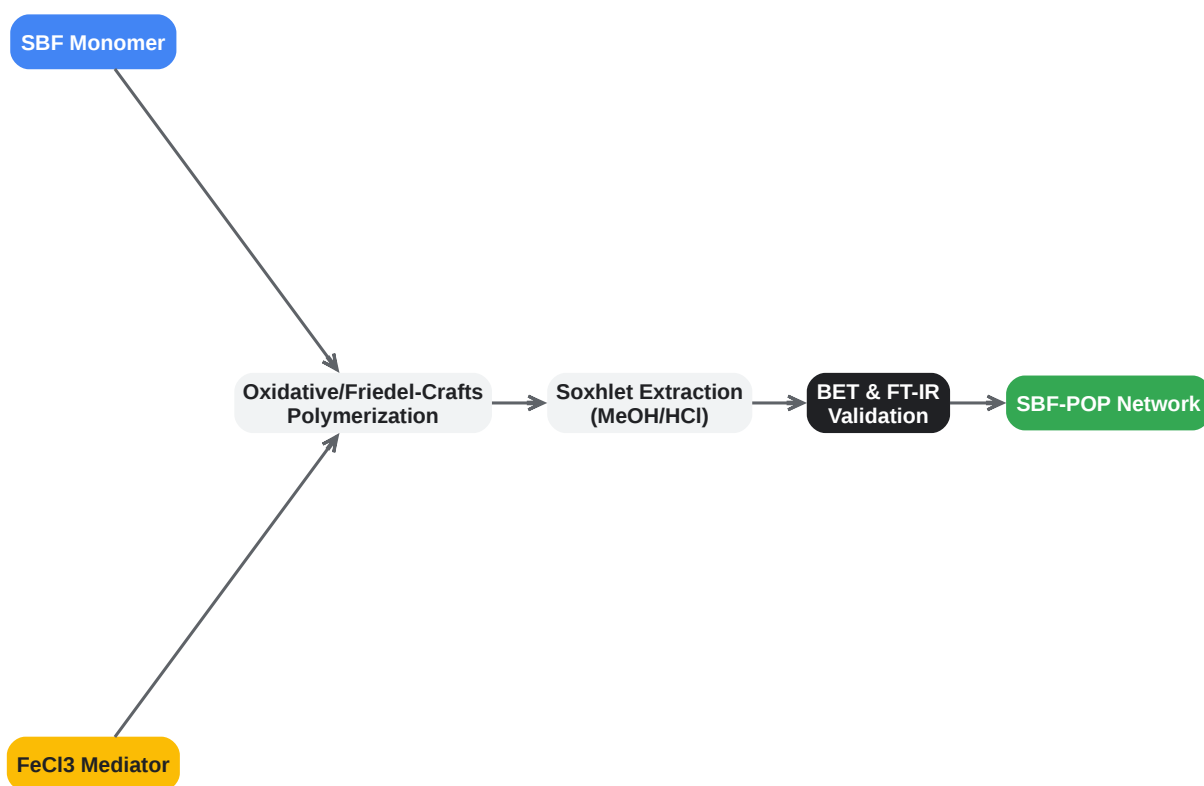 SBF Monomer
Oxidative/Friedel-Crafts
Polymerization
Soxhlet Extraction
(MeOH/HCl)
BET & FT-IR
Validation
SBF-POP Network
FeCl3 Mediator